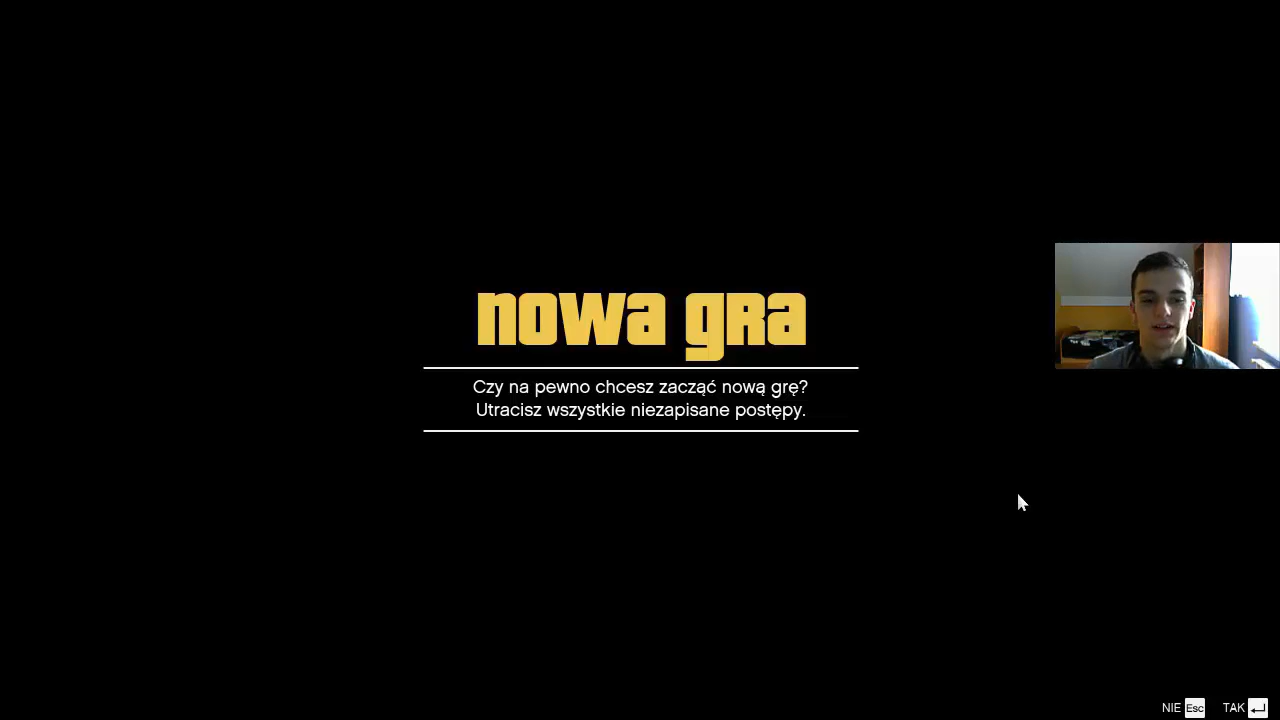 nowa gra
Czy na pewno chcesz zacząć nową grę?
Utracisz wszystkie niezapisane postępy.
NIE Esc TAK